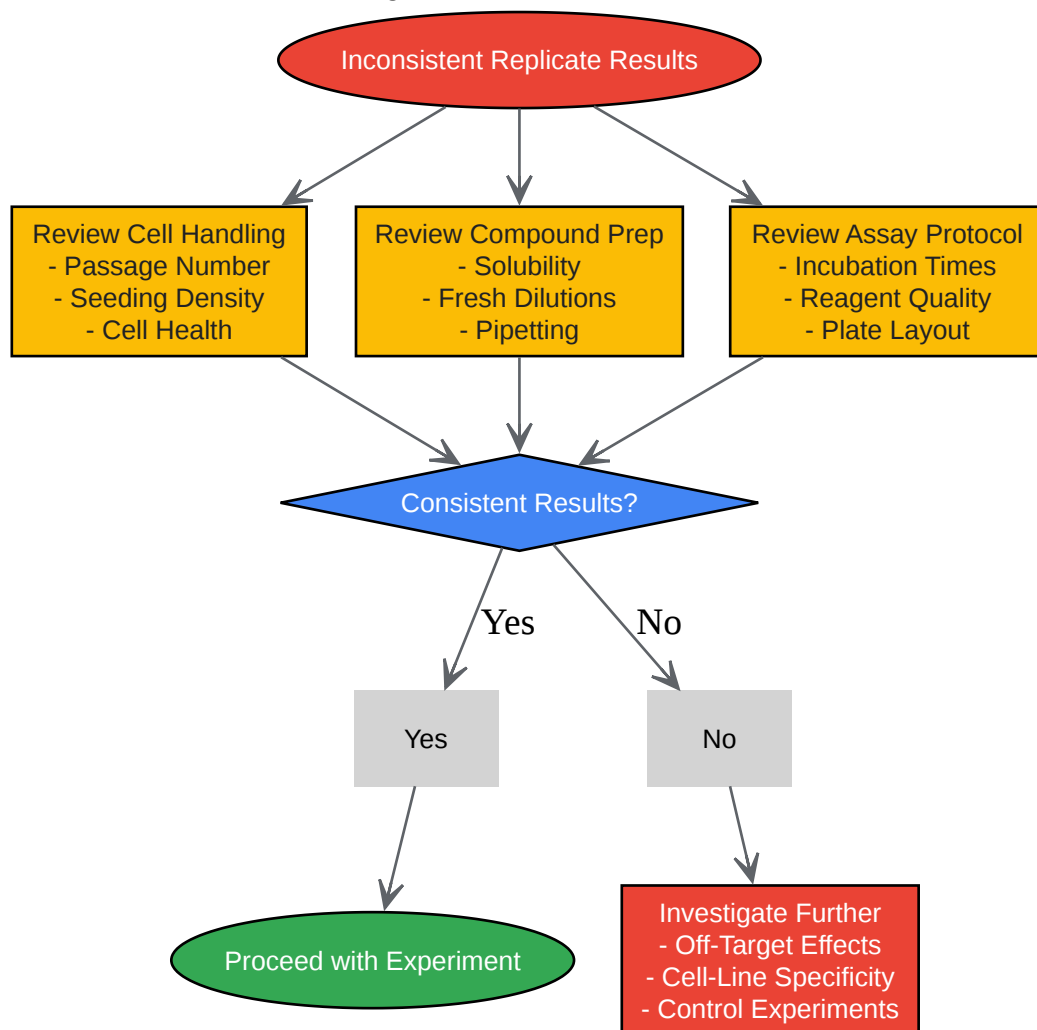 Inconsistent Replicate Results
Review Cell Handling
- Passage Number
- Seeding Density
- Cell Health
Review Compound Prep
- Solubility
- Fresh Dilutions
- Pipetting
Review Assay Protocol
- Incubation Times
- Reagent Quality
- Plate Layout
Consistent Results?
Yes
No
Yes
No
Proceed with Experiment
Investigate Further
- Off-Target Effects
- Cell-Line Specificity
- Control Experiments